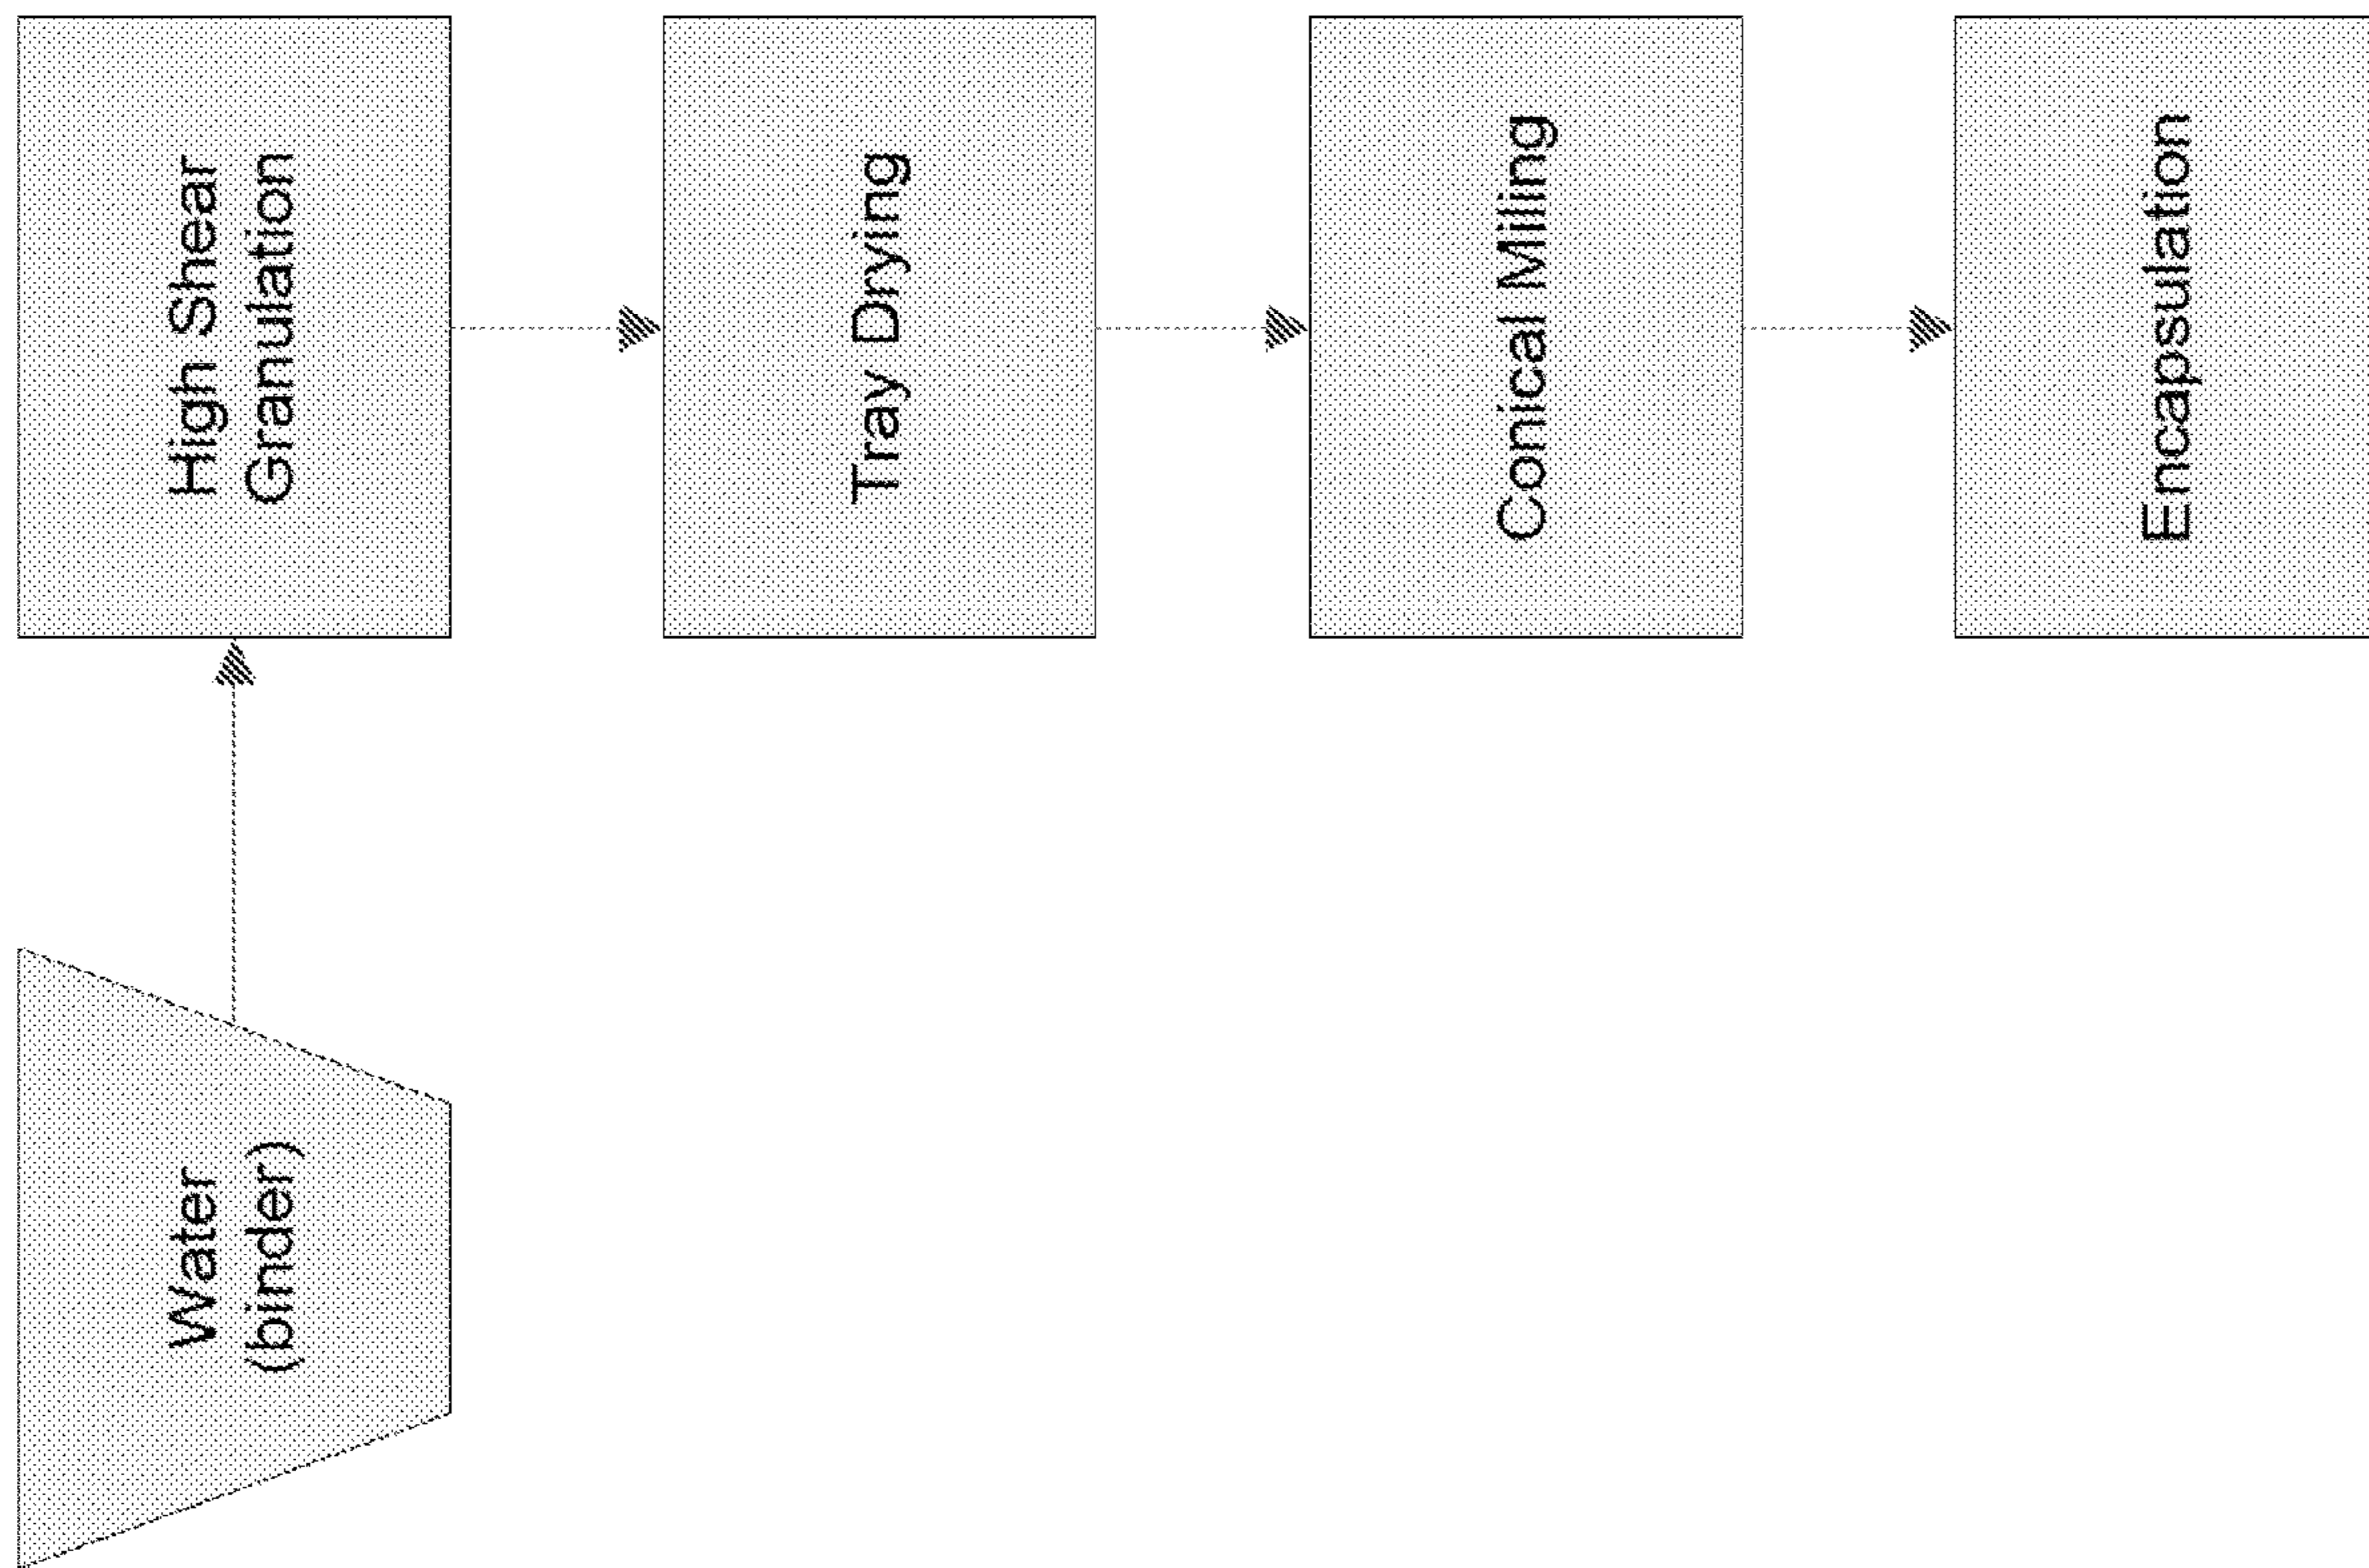 Water
(binder)
High Shear
Granulation
Tray Drying
Conical Milling
Encapsulation